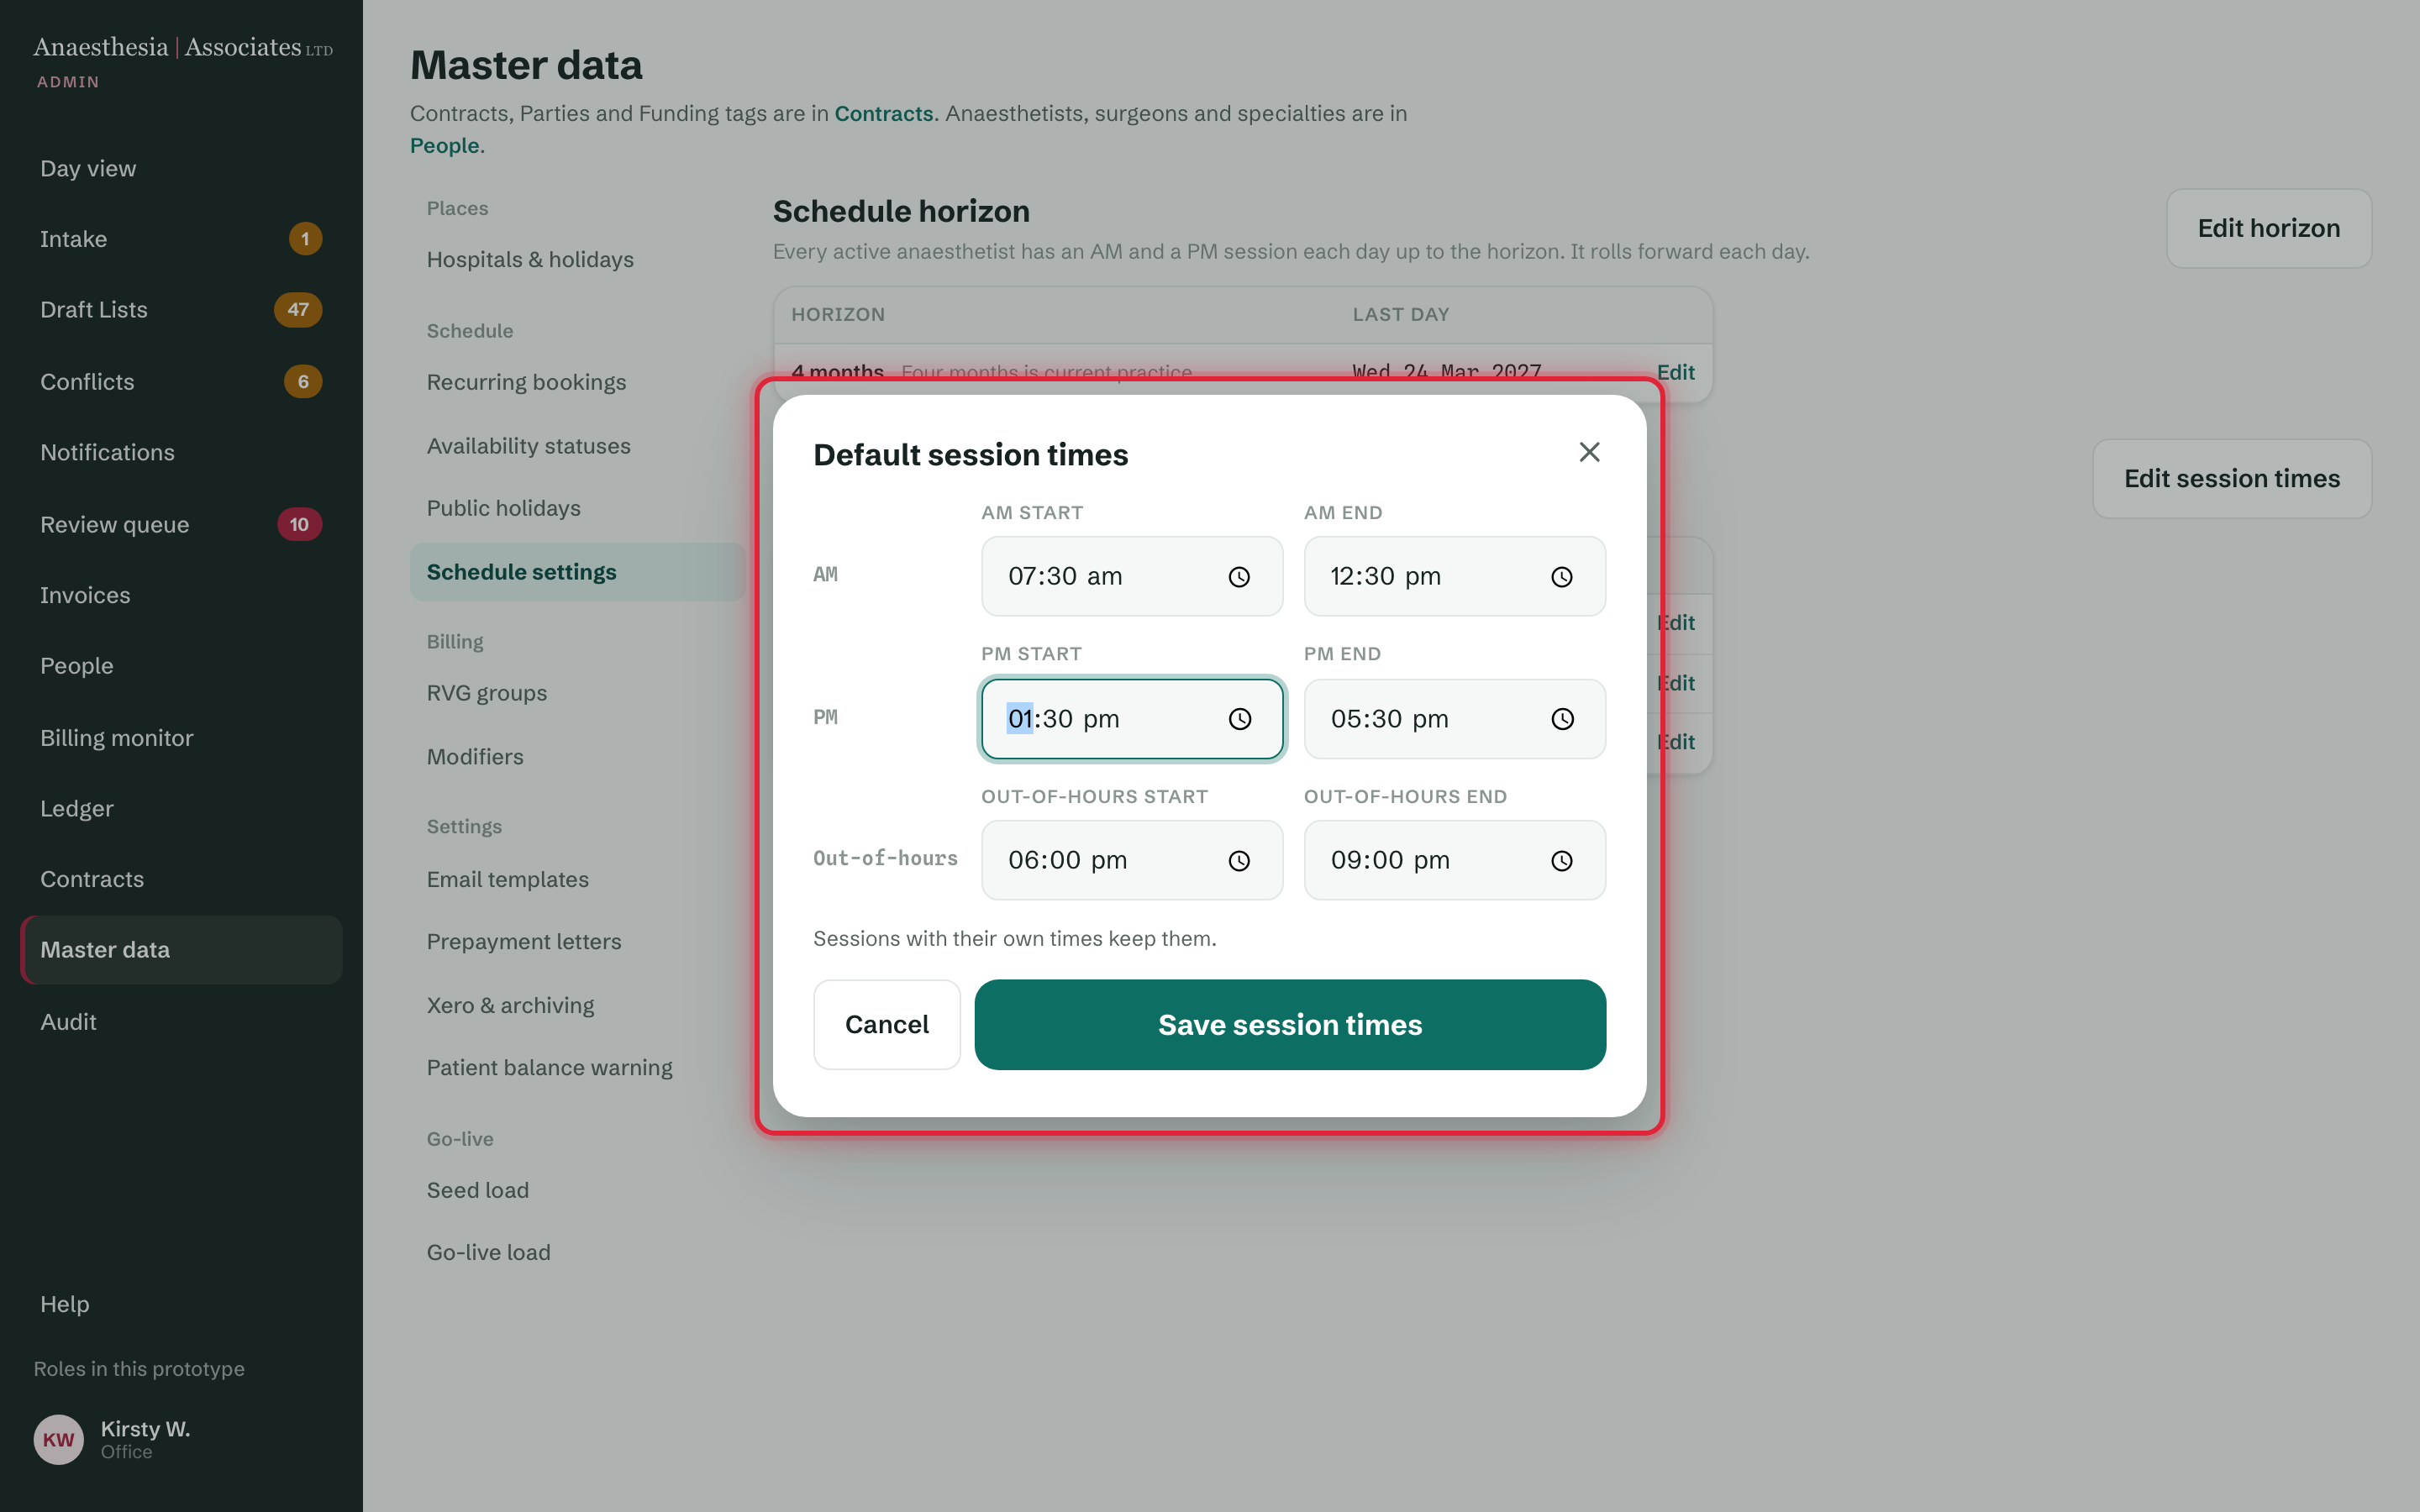 Anaesthesia | Associates LTD
ADMIN
Day view
Intake 1
Draft Lists 47
Conflicts 6
Notifications
Review queue 10
Invoices
People
Billing monitor
Ledger
Contracts
Master data
Audit
Help
Roles in this prototype
KW
Kirsty W.
Office
Master data
Contracts, Parties and Funding tags are in Contracts. Anaesthetists, surgeons and specialties are in
People.
Places
Hospitals & holidays
Schedule
Recurring bookings
Availability statuses
Public holidays
Schedule settings
Billing
RVG groups
Modifiers
Settings
Email templates
Prepayment letters
Xero & archiving
Patient balance warning
Go-live
Seed load
Go-live load
Schedule horizon
Every active anaesthetist has an AM and a PM session each day up to the horizon. It rolls forward each day.
Edit horizon
HORIZON LAST DAY
4 months Four months is current practice Wed 24 Mar 2027 Edit
Edit session times
Edit
Edit
Edit
Default session times
AM START AM END
AM 07:30 am 12:30 pm
PM START PM END
PM 01:30 pm 05:30 pm
OUT-OF-HOURS START OUT-OF-HOURS END
Out-of-hours 06:00 pm 09:00 pm
Sessions with their own times keep them.
Cancel Save session times